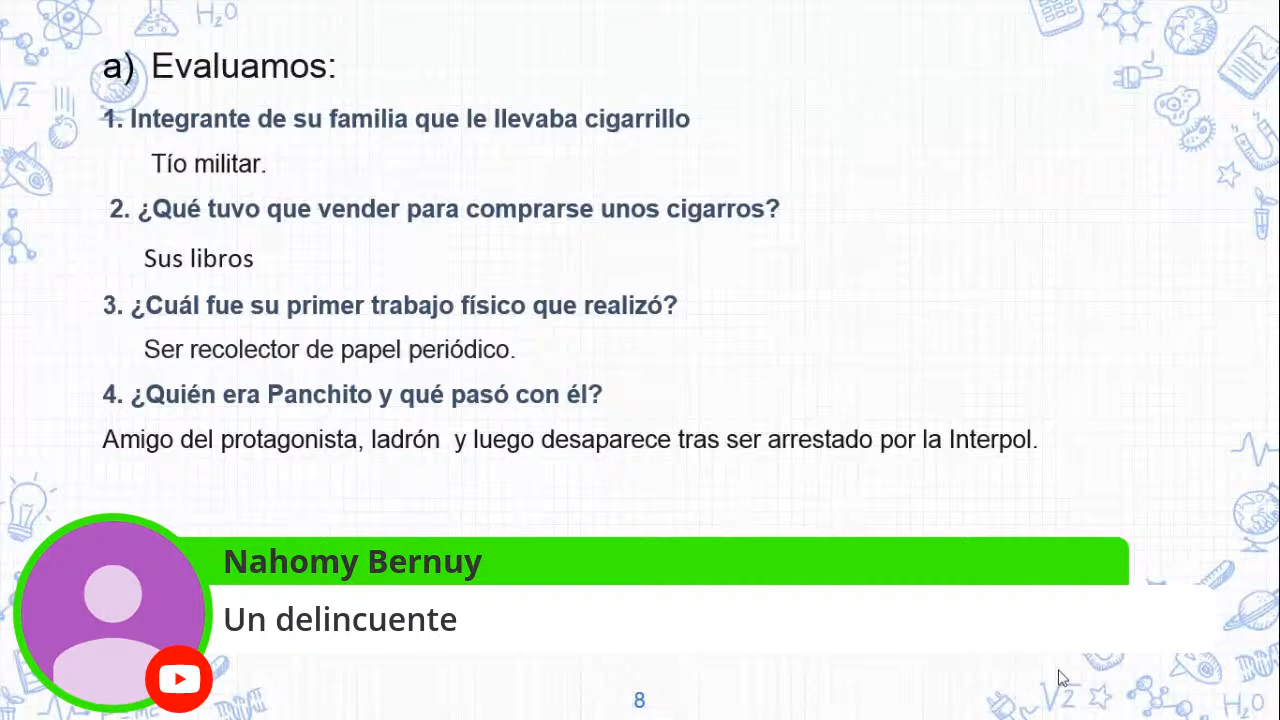 H₂O
a) Evaluamos:
1. Integrante de su familia que le llevaba cigarrillo
Tío militar.
2. ¿Qué tuvo que vender para comprarse unos cigarros?
Sus libros
3. ¿Cuál fue su primer trabajo físico que realizó?
Ser recolector de papel periódico.
4. ¿Quién era Panchito y qué pasó con él?
Amigo del protagonista, ladrón y luego desaparece tras ser arrestado por la Interpol.
Nahomy Bernuy
Un delincuente
8
√2
H₂O